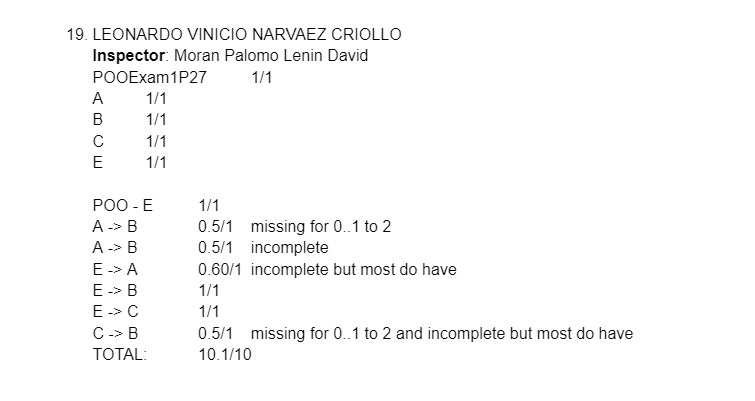 19. LEONARDO VINICIO NARVAEZ CRIOLLO
Inspector: Moran Palomo Lenin David
POOExam1P27 1/1
A 1/1
B 1/1
C 1/1
E 1/1
POO - E 1/1
A -> B 0.5/1 missing for 0..1 to 2
A -> B 0.5/1 incomplete
E -> A 0.60/1 incomplete but most do have
E -> B 1/1
E -> C 1/1
C -> B 0.5/1 missing for 0..1 to 2 and incomplete but most do have
TOTAL: 10.1/10